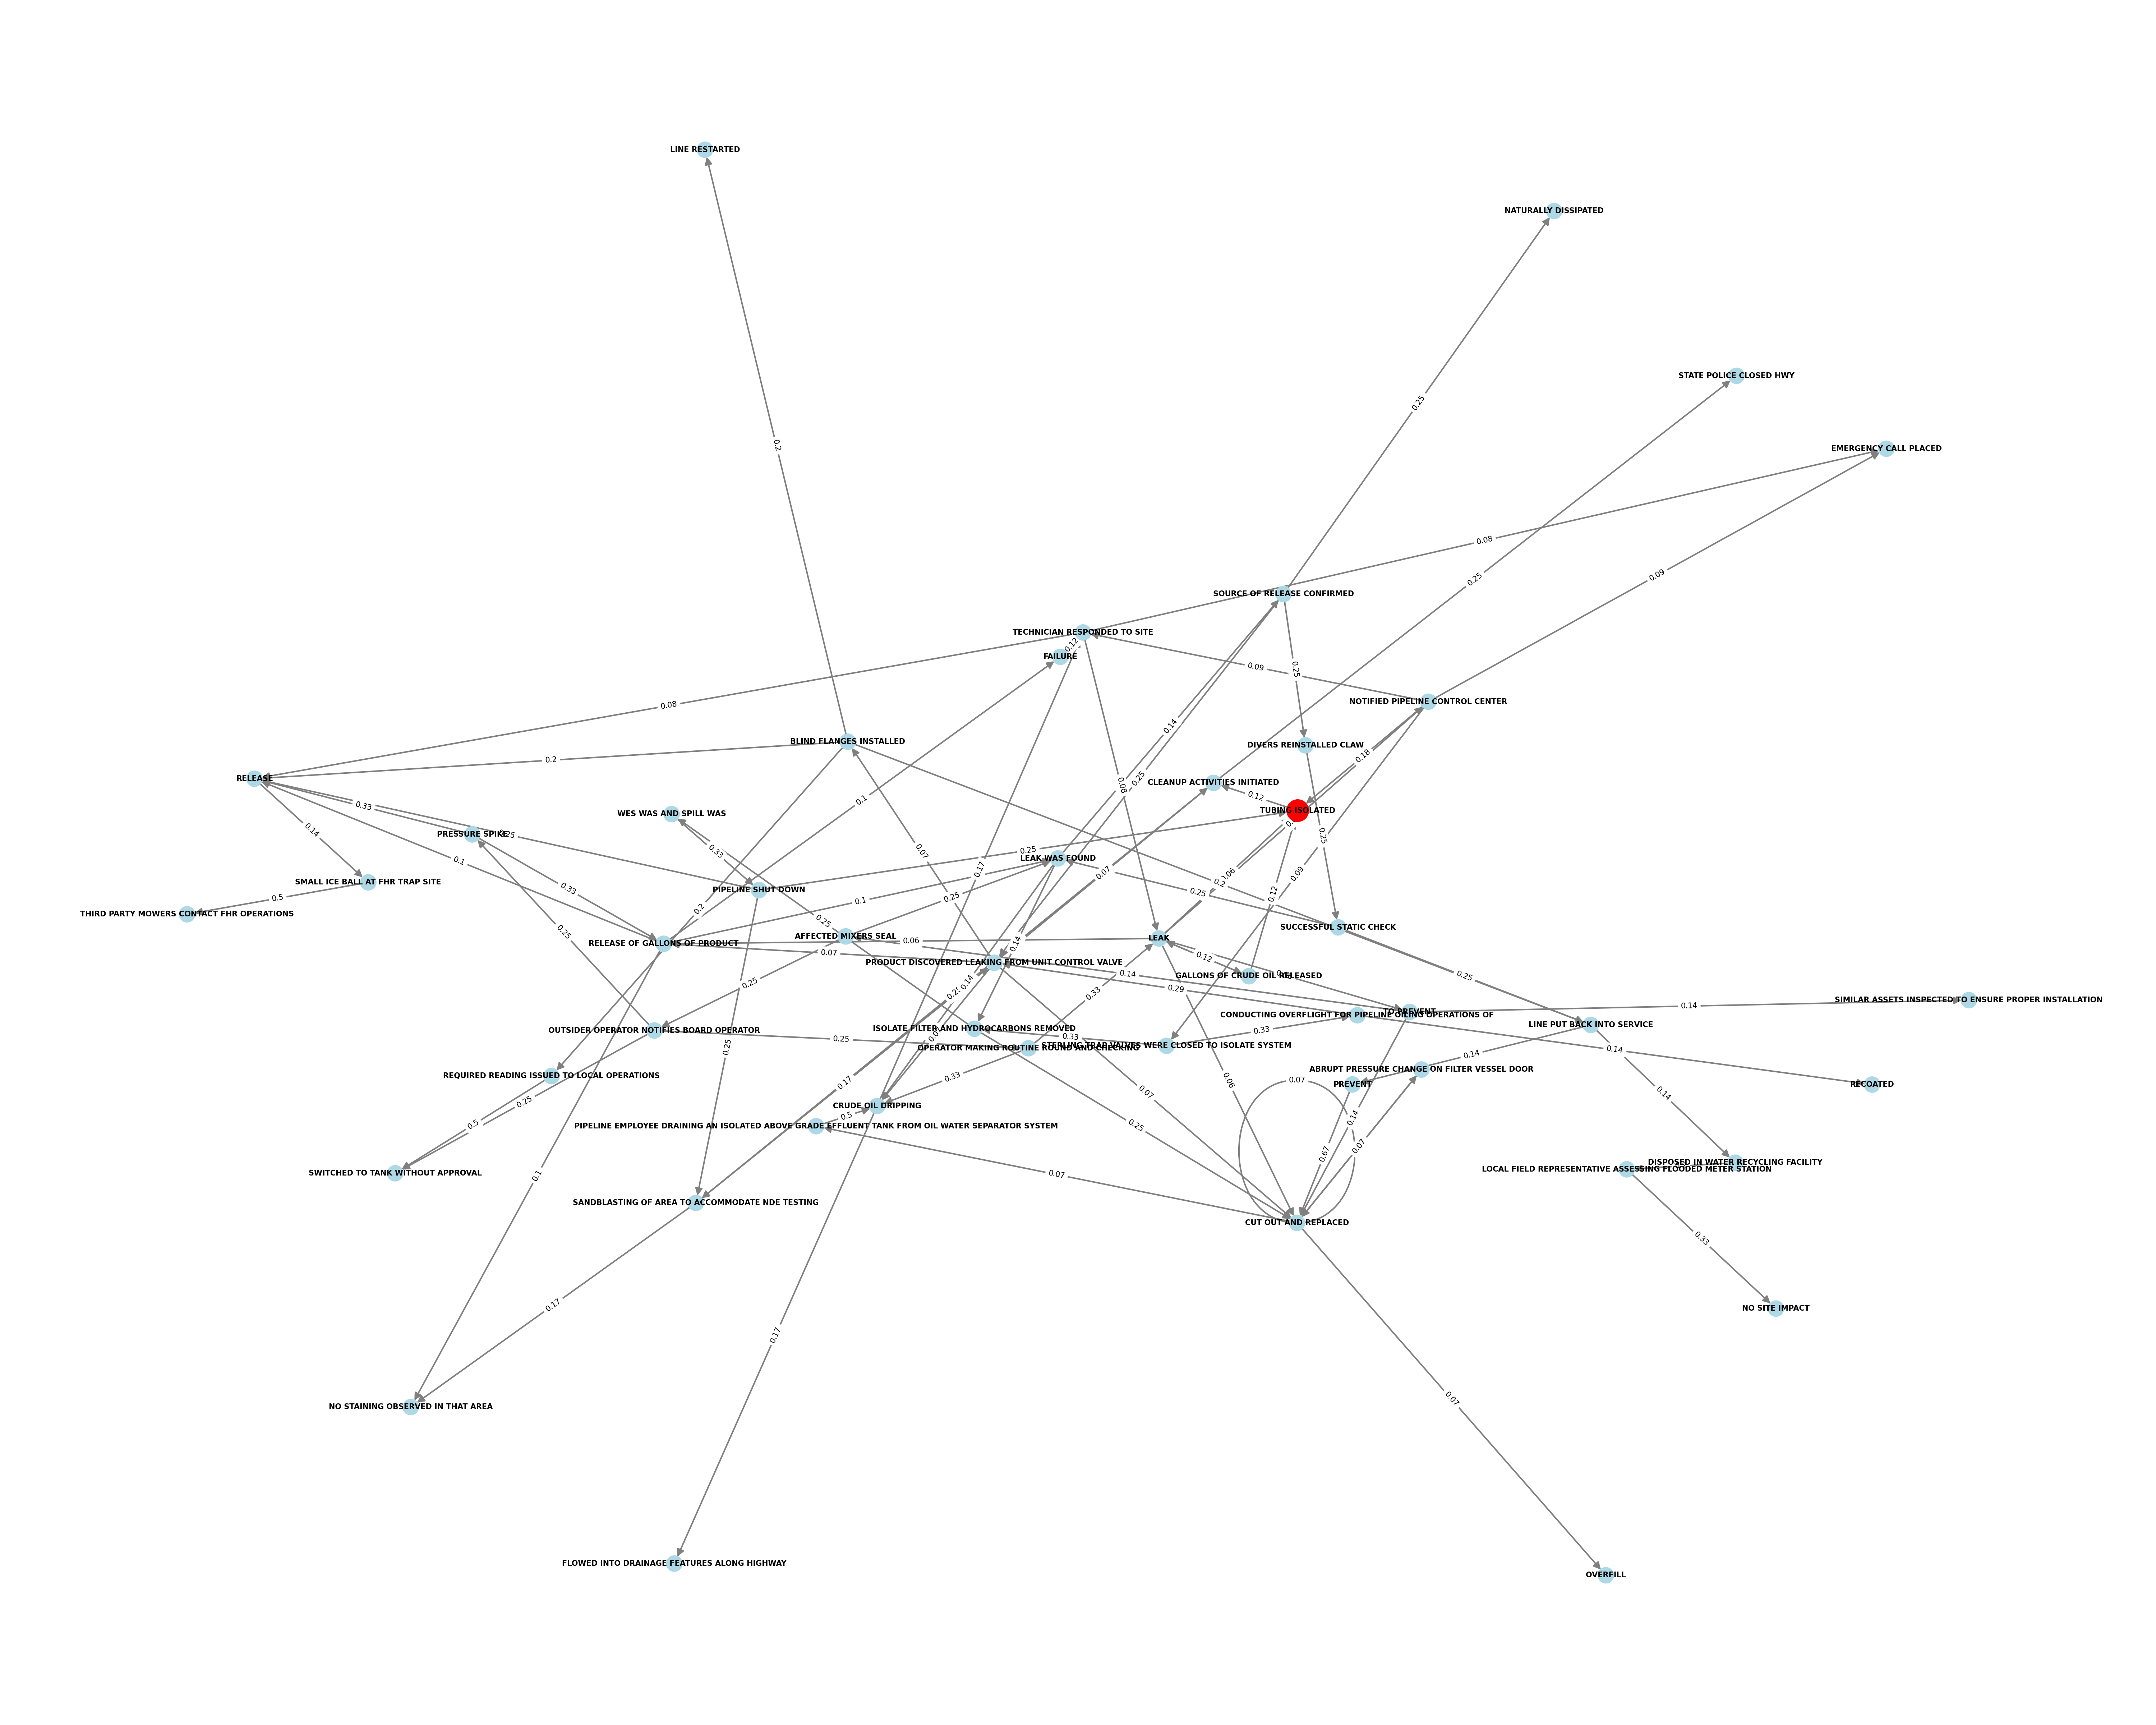 LINE RESTARTED
NATURALLY DISSIPATED
STATE POLICE CLOSED HWY
0.25
0.2
EMERGENCY CALL PLACED
0.08
0.25
0.09
SOURCE OF RELEASE CONFIRMED
TECHNICIAN RESPONDED TO SITE
0.12
FAILURE
0.09
0.25
NOTIFIED PIPELINE CONTROL CENTER
0.08
0.14
BLIND FLANGES INSTALLED
DIVERS REINSTALLED CLAW
0.18
0.2
RELEASE
0.25
0.08
CLEANUP ACTIVITIES INITIATED
0.12
0.33
0.1
TUBING ISOLATED
WES WAS AND SPILL WAS
0.14
PRESSURE SPIKE
0.25
0.33
0.07
0.25
0.25
0.1
LEAK WAS FOUND
0.07
0.06
0.09
SMALL ICE BALL AT FHR TRAP SITE
0.33
PIPELINE SHUT DOWN
0.2
0.25
0.12
0.5
0.1
0.25
0.2
THIRD PARTY MOWERS CONTACT FHR OPERATIONS
0.25
0.25
SUCCESSFUL STATIC CHECK
RELEASE OF GALLONS OF PRODUCT
AFFECTED MIXERS SEAL
0.06
0.14
LEAK
0.07
PRODUCT DISCOVERED LEAKING FROM UNIT CONTROL VALVE
0.12
0.14
GALLONS OF CRUDE OIL RELEASED
0.25
0.25
0.14
0.29
0.33
SIMILAR ASSETS INSPECTED TO ENSURE PROPER INSTALLATION
0.14
TO PREVENT
CONDUCTING OVERFLIGHT FOR PIPELINE OILING OPERATIONS OF
LINE PUT BACK INTO SERVICE
OUTSIDER OPERATOR NOTIFIES BOARD OPERATOR
0.25
ISOLATE FILTER AND HYDROCARBONS REMOVED
0.33
0.33
OPERATOR MAKING ROUTINE ROUND AND CHECKING
STERLING TRAP VALVES WERE CLOSED TO ISOLATE SYSTEM
0.25
0.14
0.14
REQUIRED READING ISSUED TO LOCAL OPERATIONS
0.17
0.33
0.06
0.07
ABRUPT PRESSURE CHANGE ON FILTER VESSEL DOOR
PREVENT
RECOATED
0.25
0.07
0.14
CRUDE OIL DRIPPING
0.5
0.14
0.5
PIPELINE EMPLOYEE DRAINING AN ISOLATED ABOVE GRADE EFFLUENT TANK FROM OIL WATER SEPARATOR SYSTEM
0.25
0.67
0.07
SWITCHED TO TANK WITHOUT APPROVAL
0.1
0.07
LOCAL FIELD REPRESENTATIVE ASSESSING FLOODED METER STATION
DISPOSED IN WATER RECYCLING FACILITY
SANDBLASTING OF AREA TO ACCOMMODATE NDE TESTING
CUT OUT AND REPLACED
0.33
0.17
NO SITE IMPACT
0.17
0.07
NO STAINING OBSERVED IN THAT AREA
FLOWED INTO DRAINAGE FEATURES ALONG HIGHWAY
OVERFILL